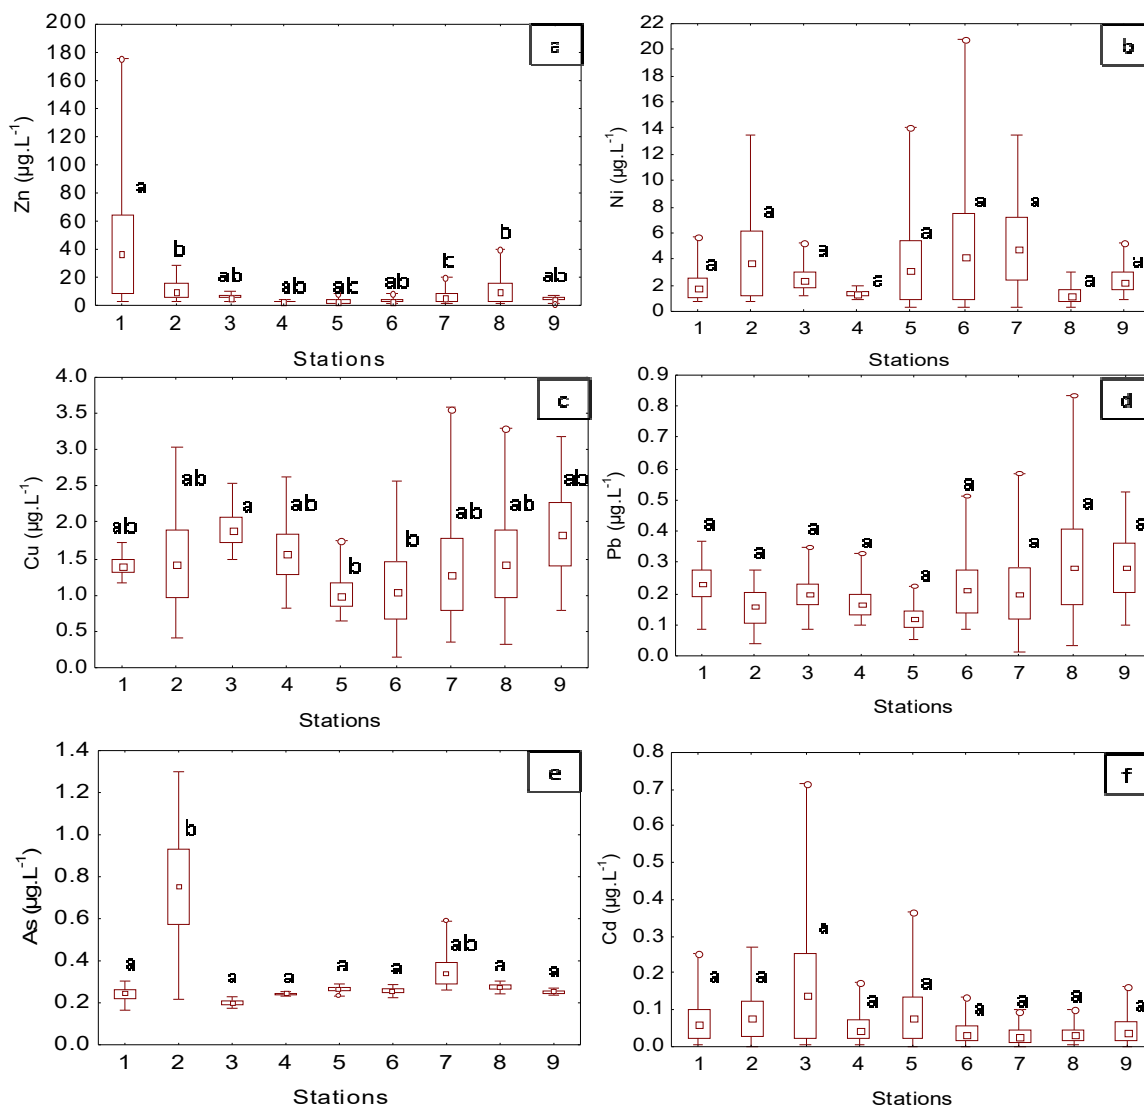 a
Zn (µg.L-1)
200
180
160
140
120
100
80
60
40
20
0
a b ab ab ac ab c b ab
1 2 3 4 5 6 7 8 9
Stations
b
Ni (µg.L-1)
22
20
18
16
14
12
10
8
6
4
2
0
a a a a a a a a a
1 2 3 4 5 6 7 8 9
Stations
c
Cu (µg.L-1)
4.0
3.5
3.0
2.5
2.0
1.5
1.0
0.5
0.0
ab ab a ab b b ab ab ab
1 2 3 4 5 6 7 8 9
Stations
d
Pb (µg.L-1)
0.9
0.8
0.7
0.6
0.5
0.4
0.3
0.2
0.1
0.0
a a a a a a a a a
1 2 3 4 5 6 7 8 9
Stations
e
As (µg.L-1)
1.4
1.2
1.0
0.8
0.6
0.4
0.2
0.0
a b a a a a ab a a
1 2 3 4 5 6 7 8 9
Stations
f
Cd (µg.L-1)
0.8
0.7
0.6
0.5
0.4
0.3
0.2
0.1
0.0
a a a a a a a a a
1 2 3 4 5 6 7 8 9
Stations